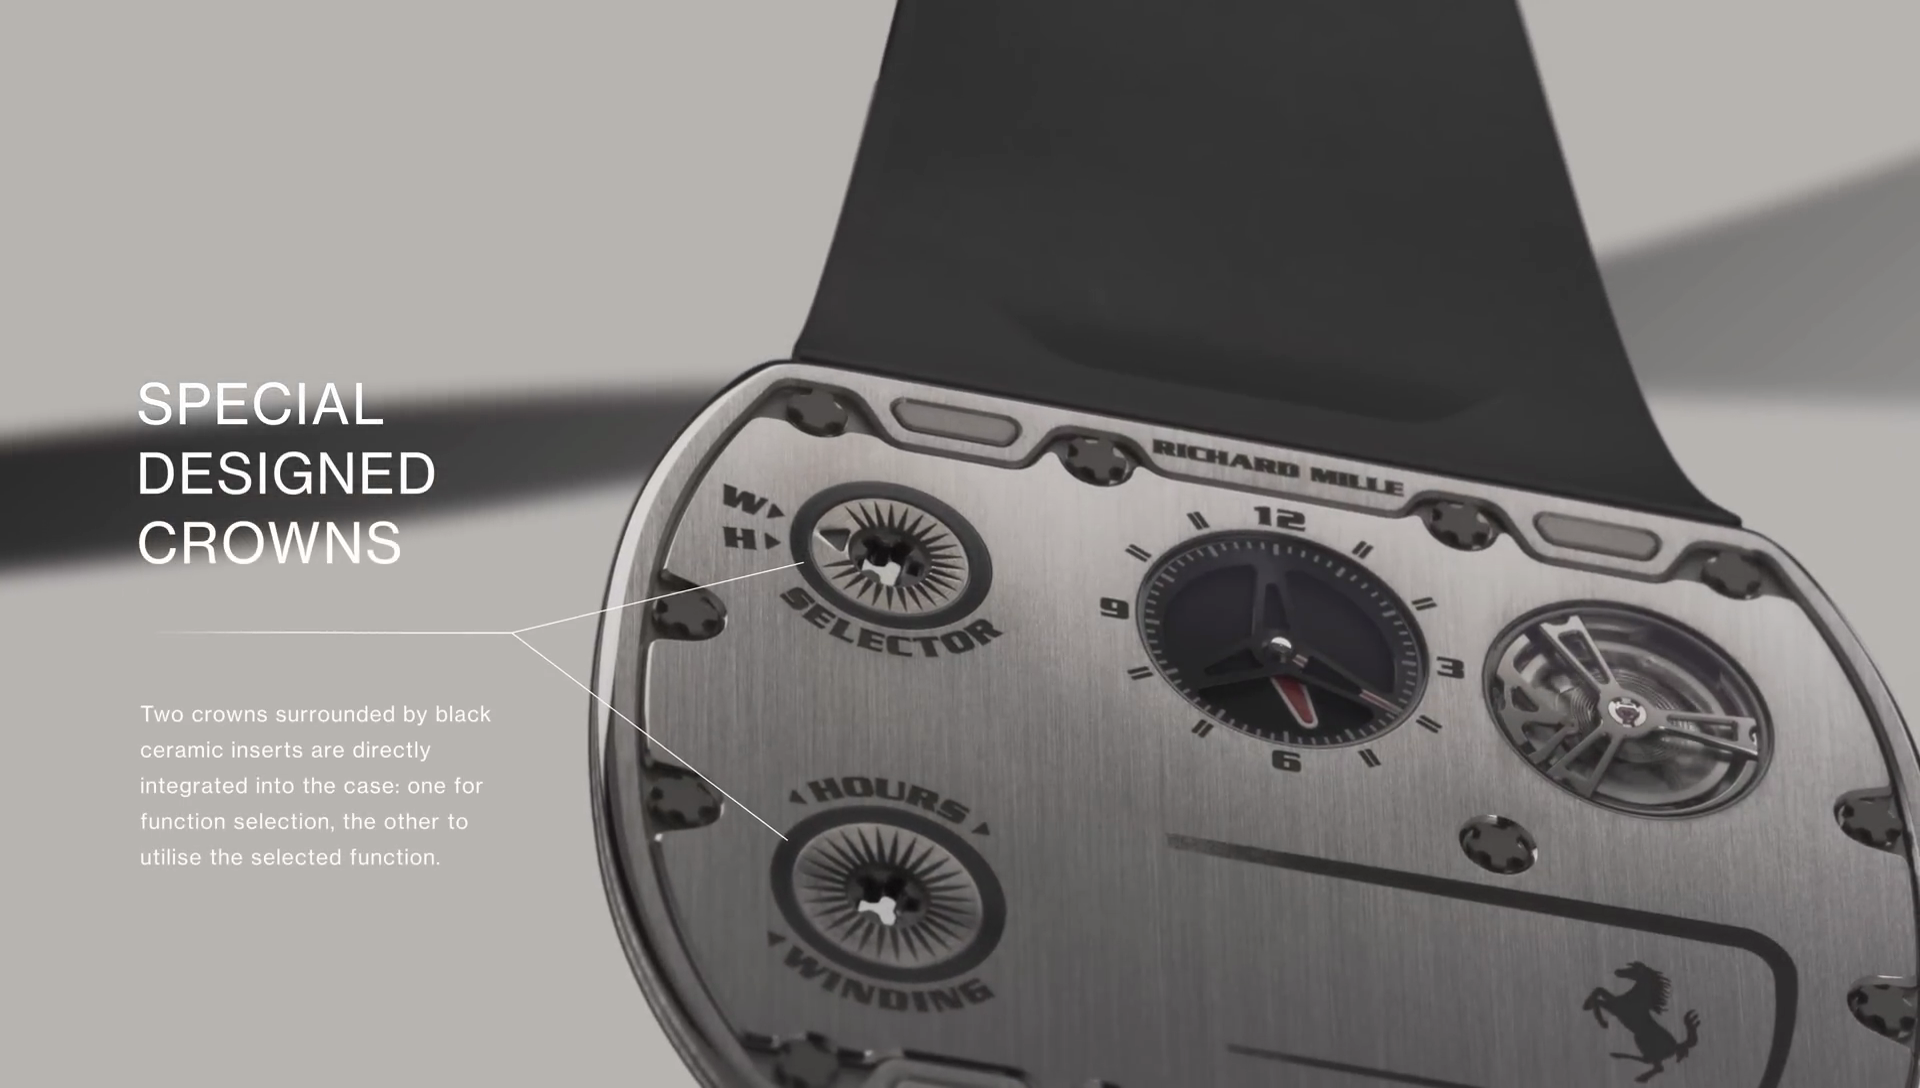 SPECIAL
DESIGNED
CROWNS
Two crowns surrounded by black
ceramic inserts are directly
integrated into the case: one for
function selection, the other to
utilise the selected function.
RICHARD MILLE
W
H
SELECTOR
12
9
3
6
HOURS
WINDING